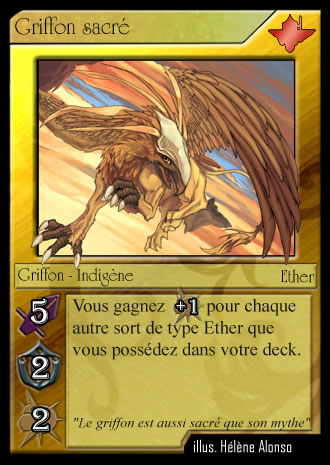 Griffon sacré
Griffon - Indigène Ether
5 Vous gagnez +1 pour chaque
autre sort de type Ether que
2 vous possédez dans votre deck.
2 "Le griffon est aussi sacré que son mythe"
illus. Hélène Alonso